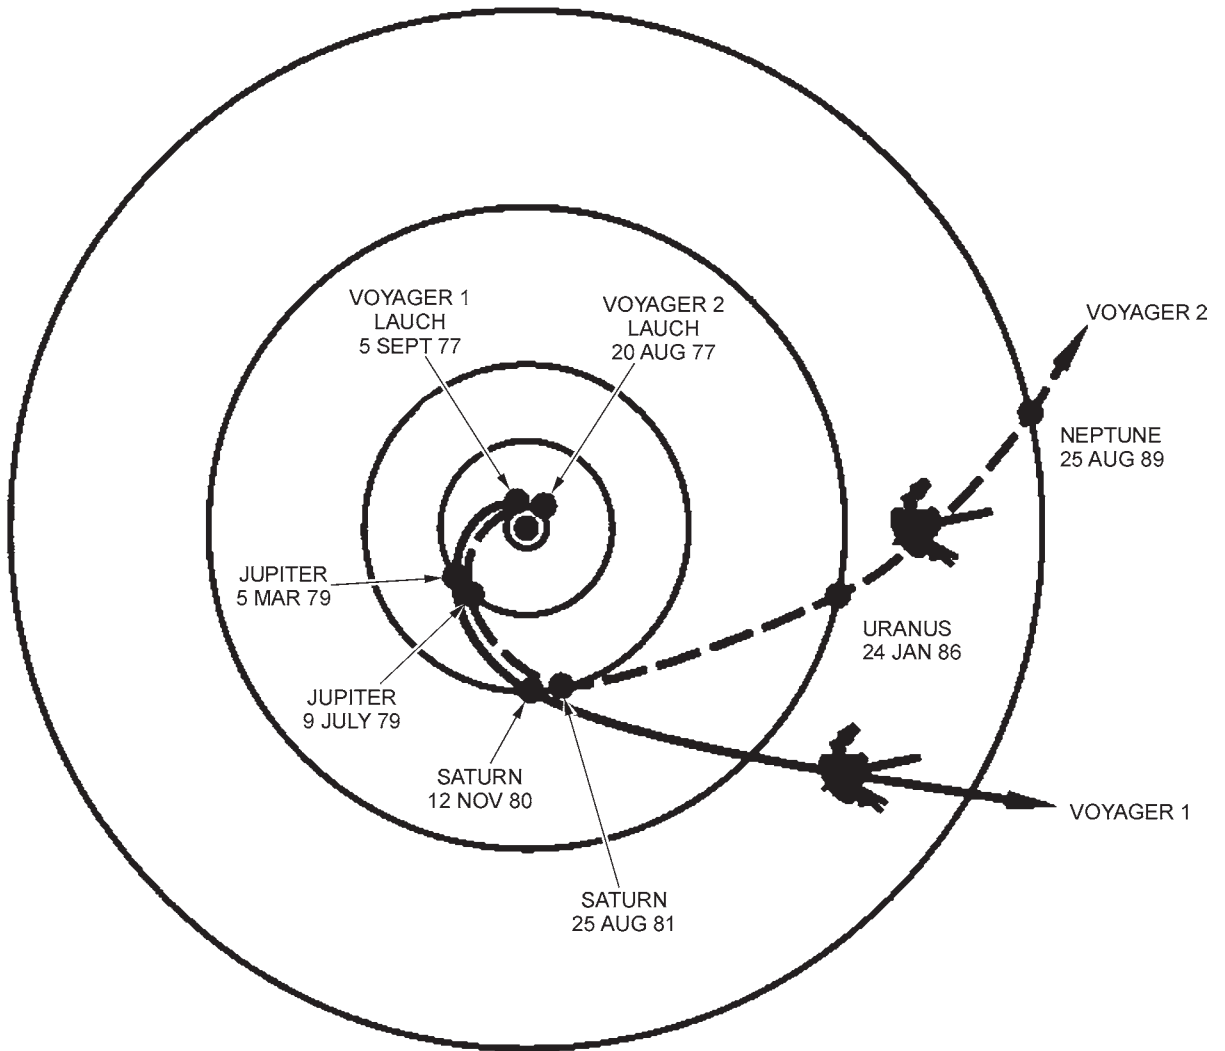 VOYAGER 1
LAUCH
5 SEPT 77
VOYAGER 2
LAUCH
20 AUG 77
VOYAGER 2
NEPTUNE
25 AUG 89
JUPITER
5 MAR 79
URANUS
24 JAN 86
JUPITER
9 JULY 79
SATURN
12 NOV 80
VOYAGER 1
SATURN
25 AUG 81